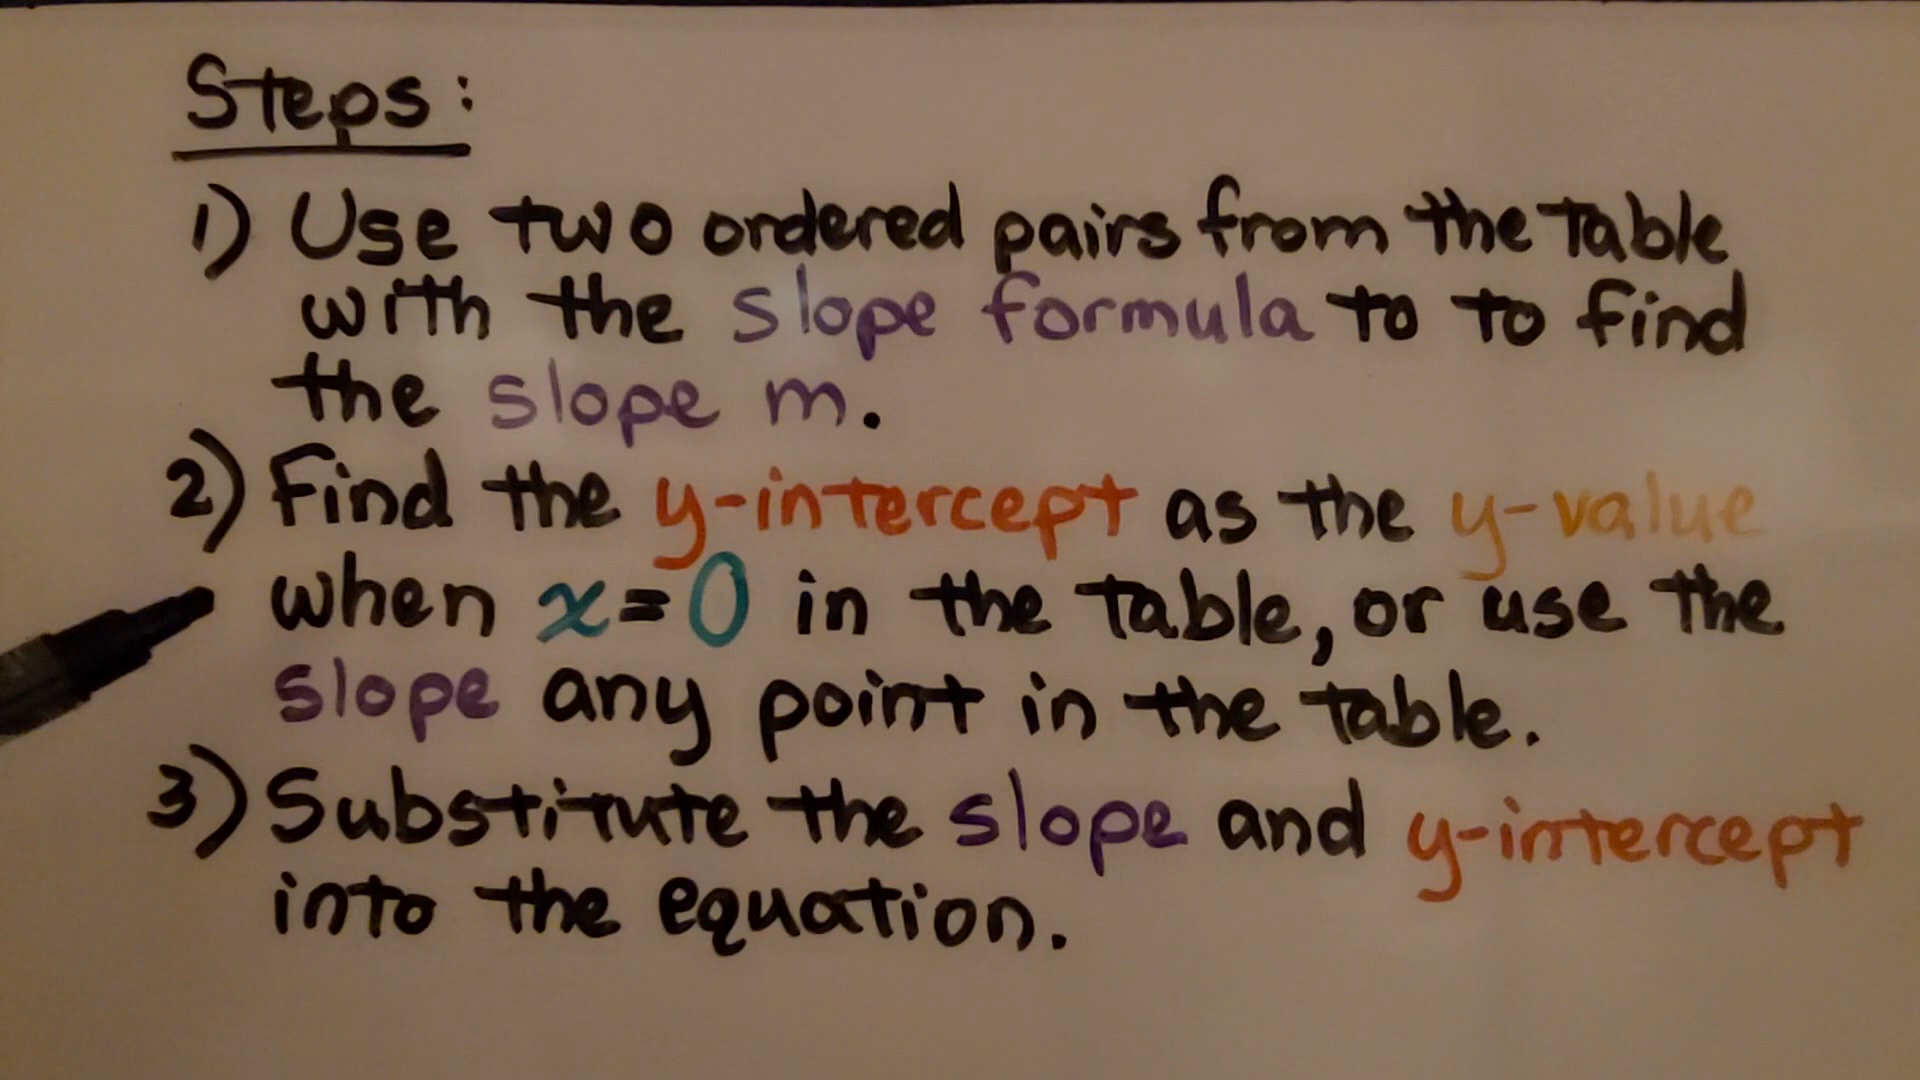 Steps:
1) Use two ordered pairs from the table
with the slope formula to to find
the slope m.
2) Find the y-intercept as the y-value
when x=0 in the table, or use the
slope any point in the table.
3) Substitute the slope and y-intercept
into the equation.